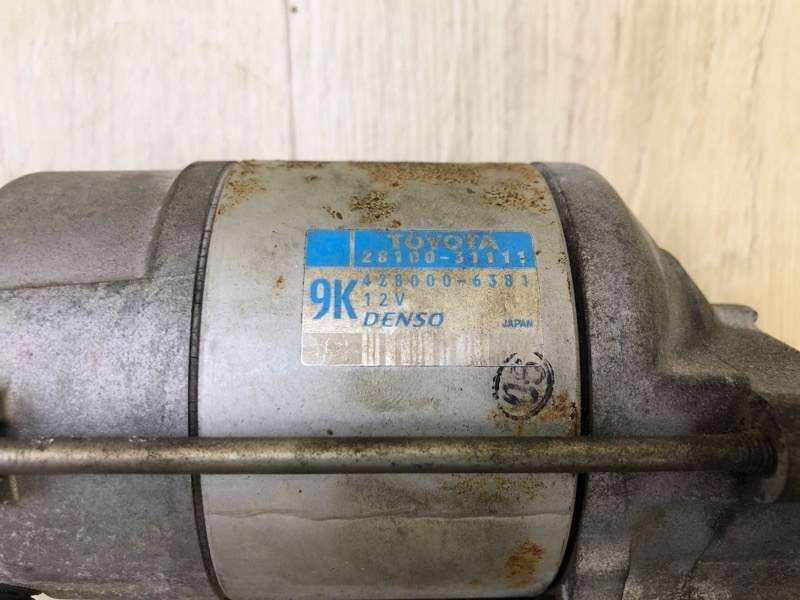 TOYOTA
28100-31111
428000-6381
9K
12V
DENSO
JAPAN